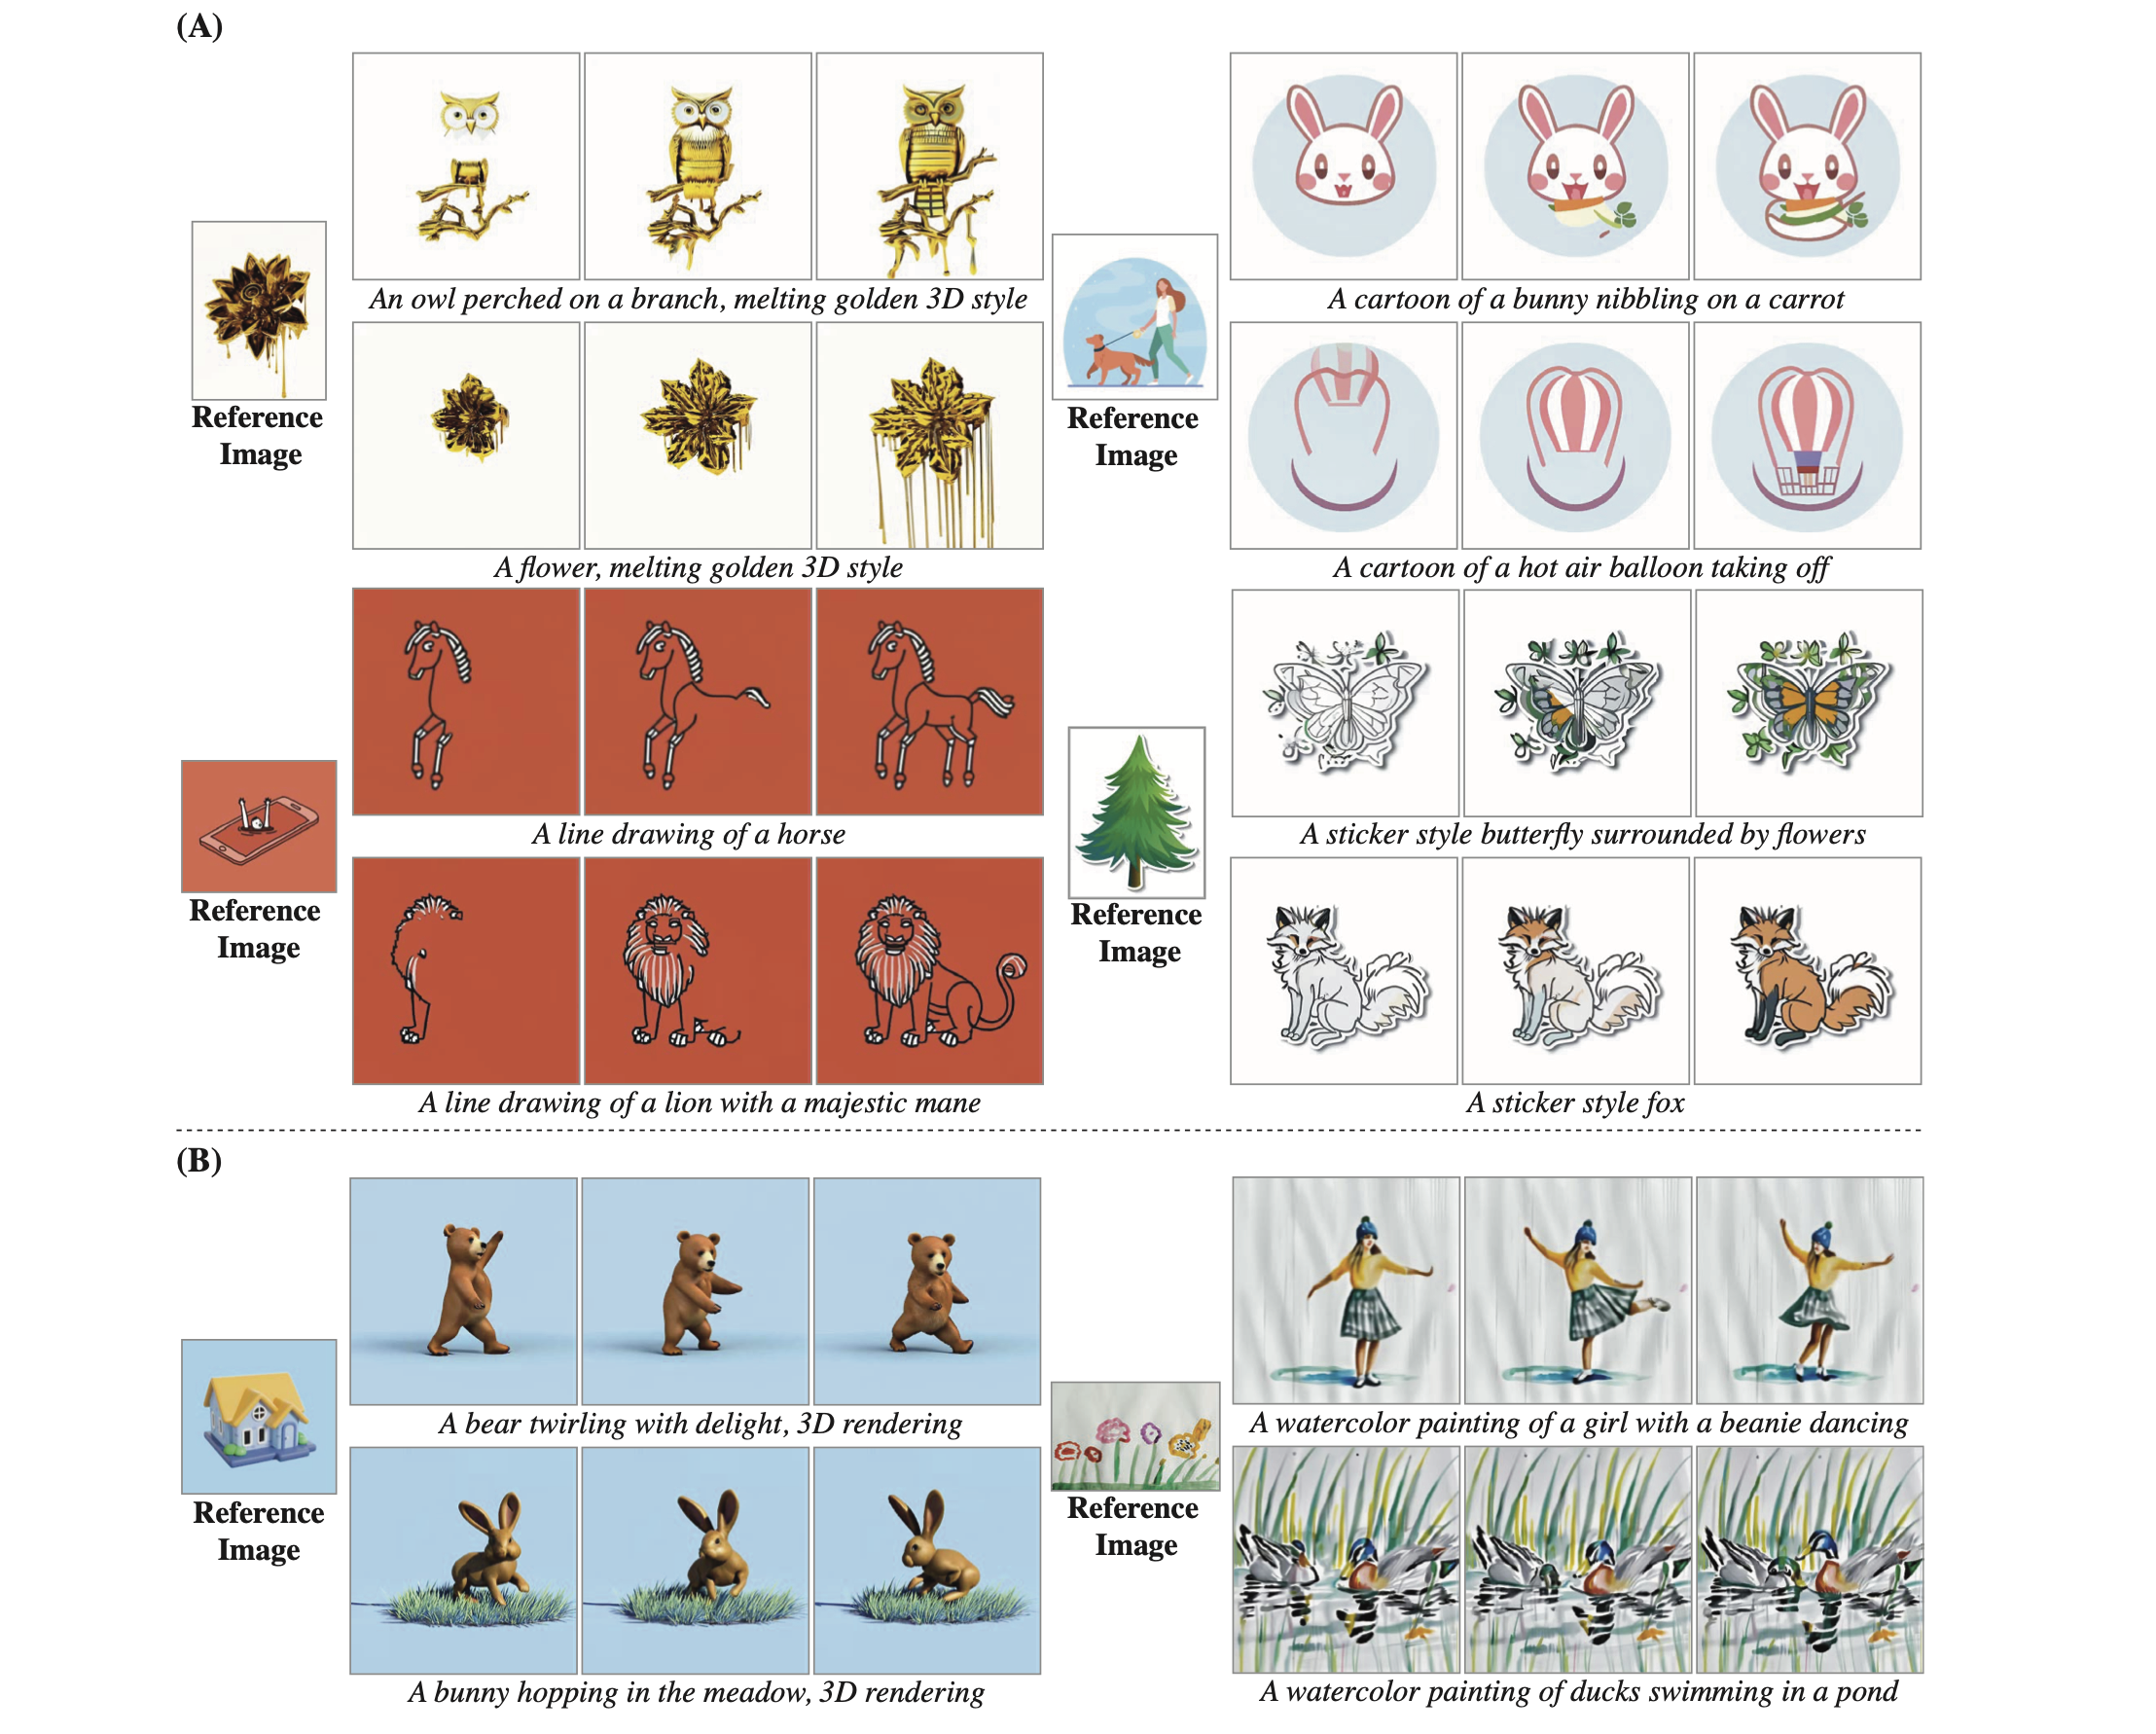 (A)
Reference
Image
An owl perched on a branch, melting golden 3D style
A flower, melting golden 3D style
Reference
Image
A cartoon of a bunny nibbling on a carrot
A cartoon of a hot air balloon taking off
Reference
Image
A line drawing of a horse
A line drawing of a lion with a majestic mane
Reference
Image
A sticker style butterfly surrounded by flowers
A sticker style fox
(B)
Reference
Image
A bear twirling with delight, 3D rendering
A bunny hopping in the meadow, 3D rendering
Reference
Image
A watercolor painting of a girl with a beanie dancing
A watercolor painting of ducks swimming in a pond